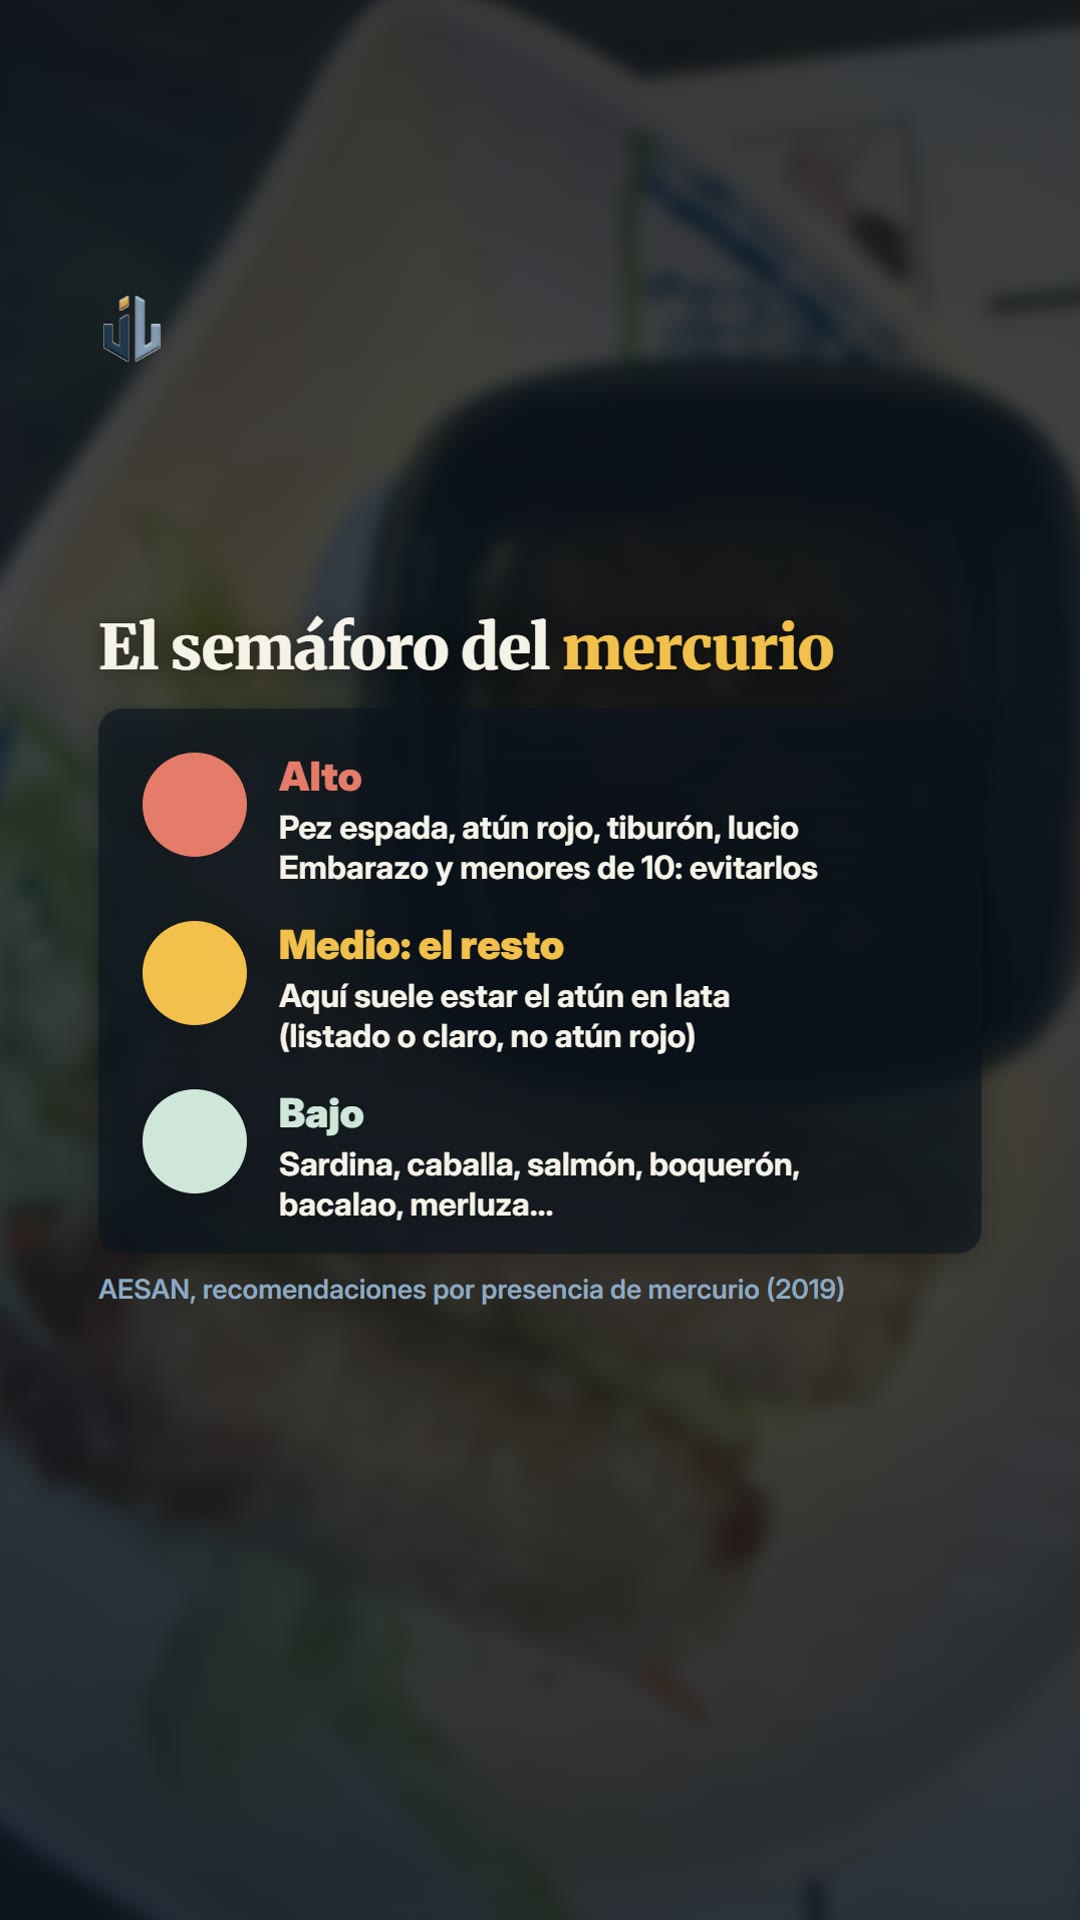 El semáforo del mercurio
Alto
Pez espada, atún rojo, tiburón, lucio
Embarazo y menores de 10: evitarlos
Medio: el resto
Aquí suele estar el atún en lata
(listado o claro, no atún rojo)
Bajo
Sardina, caballa, salmón, boquerón,
bacalao, merluza...
AESAN, recomendaciones por presencia de mercurio (2019)